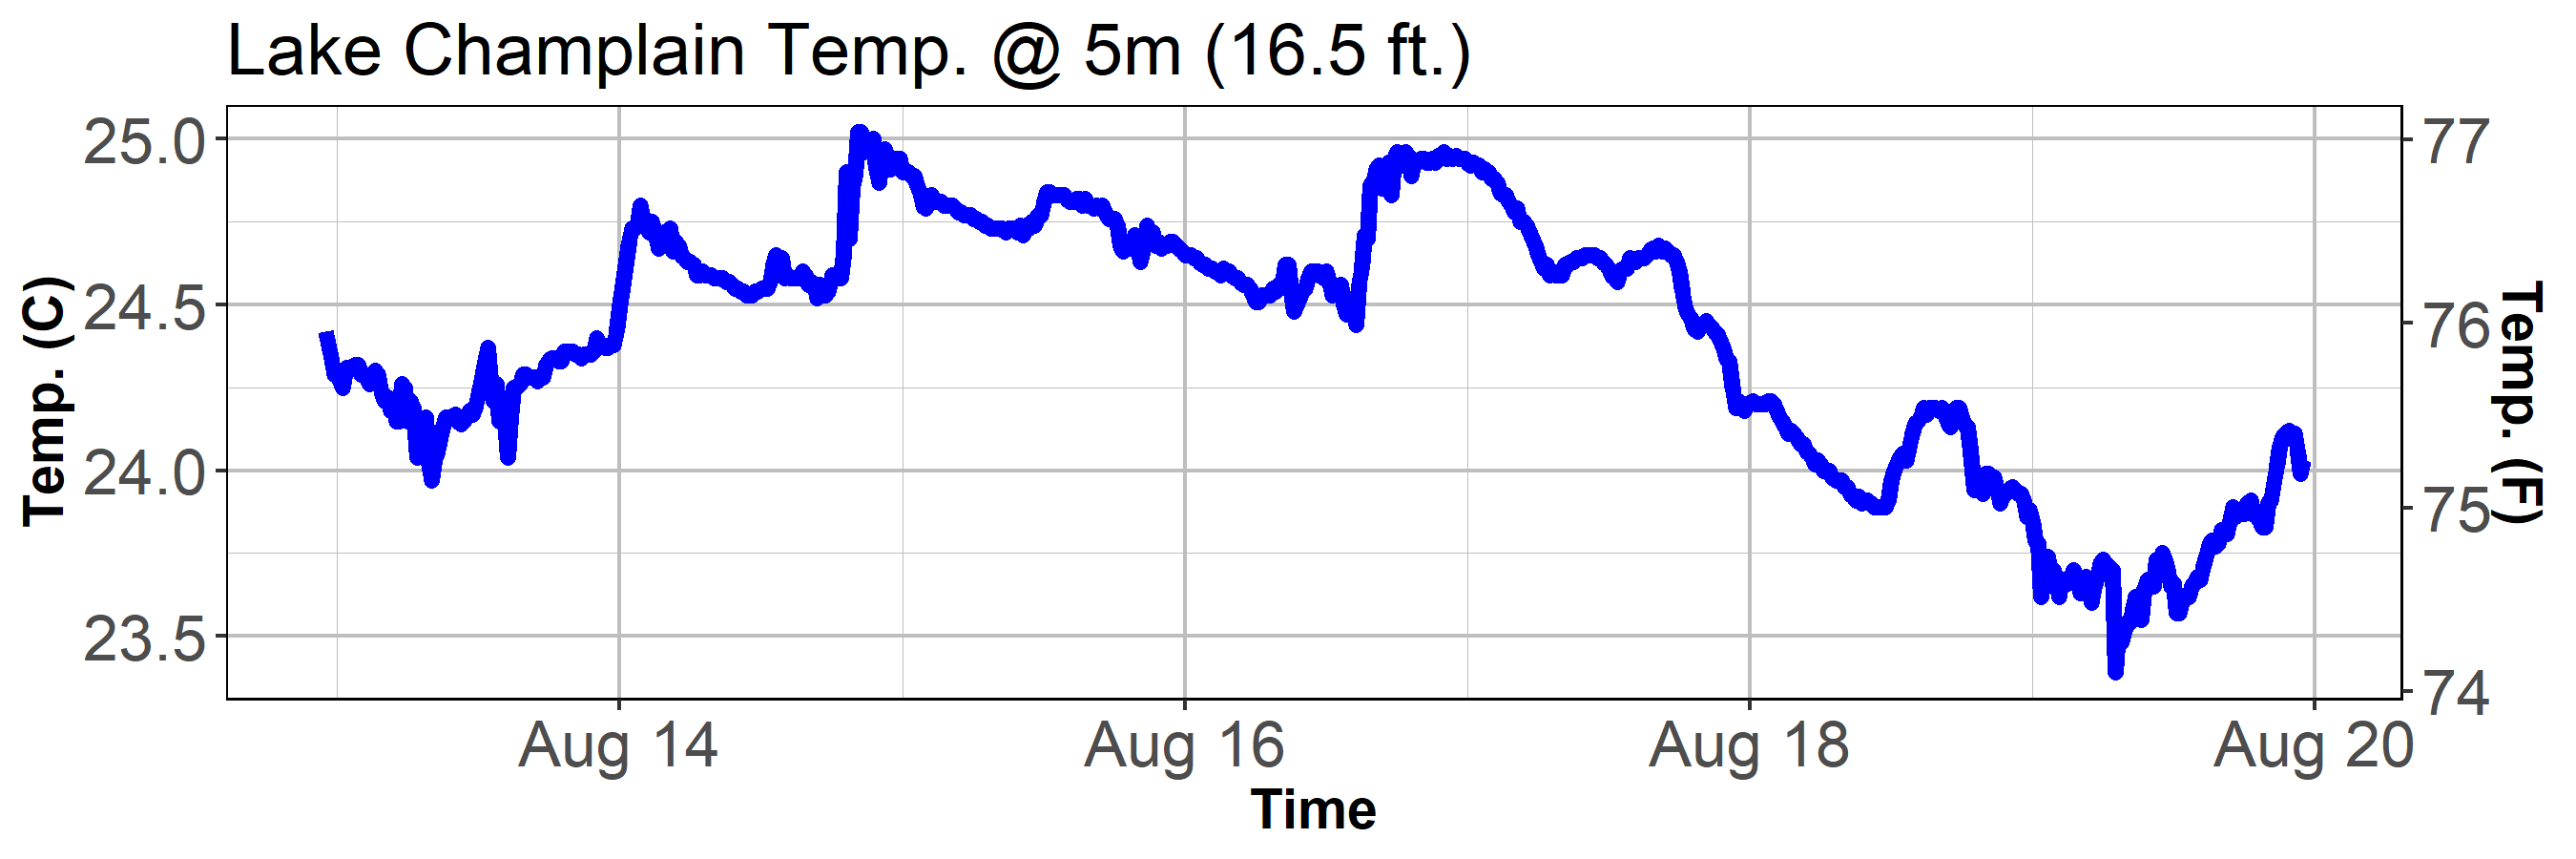 Lake Champlain Temp. @ 5m (16.5 ft.)
Temp. (C)
25.0
24.5
24.0
23.5
77
76
75
74
Temp. (F)
Aug 14
Aug 16
Aug 18
Aug 20
Time